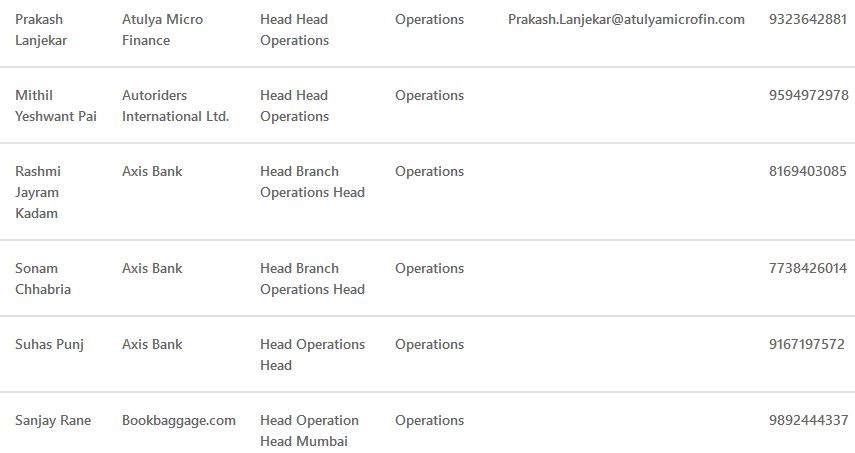 Prakash Atulya Micro Head Head Operations Prakash.Lanjekar@atulyamicrofin.com 9323642881
Lanjekar Finance Operations
Mithil Autoriders Head Head Operations 9594972978
Yeshwant Pai International Ltd. Operations
Rashmi Axis Bank Head Branch Operations 8169403085
Jayram Operations Head
Kadam
Sonam Axis Bank Head Branch Operations 7738426014
Chhabria Operations Head
Suhas Punj Axis Bank Head Operations Operations 9167197572
Head
Sanjay Rane Bookbaggage.com Head Operation Operations 9892444337
Head Mumbai